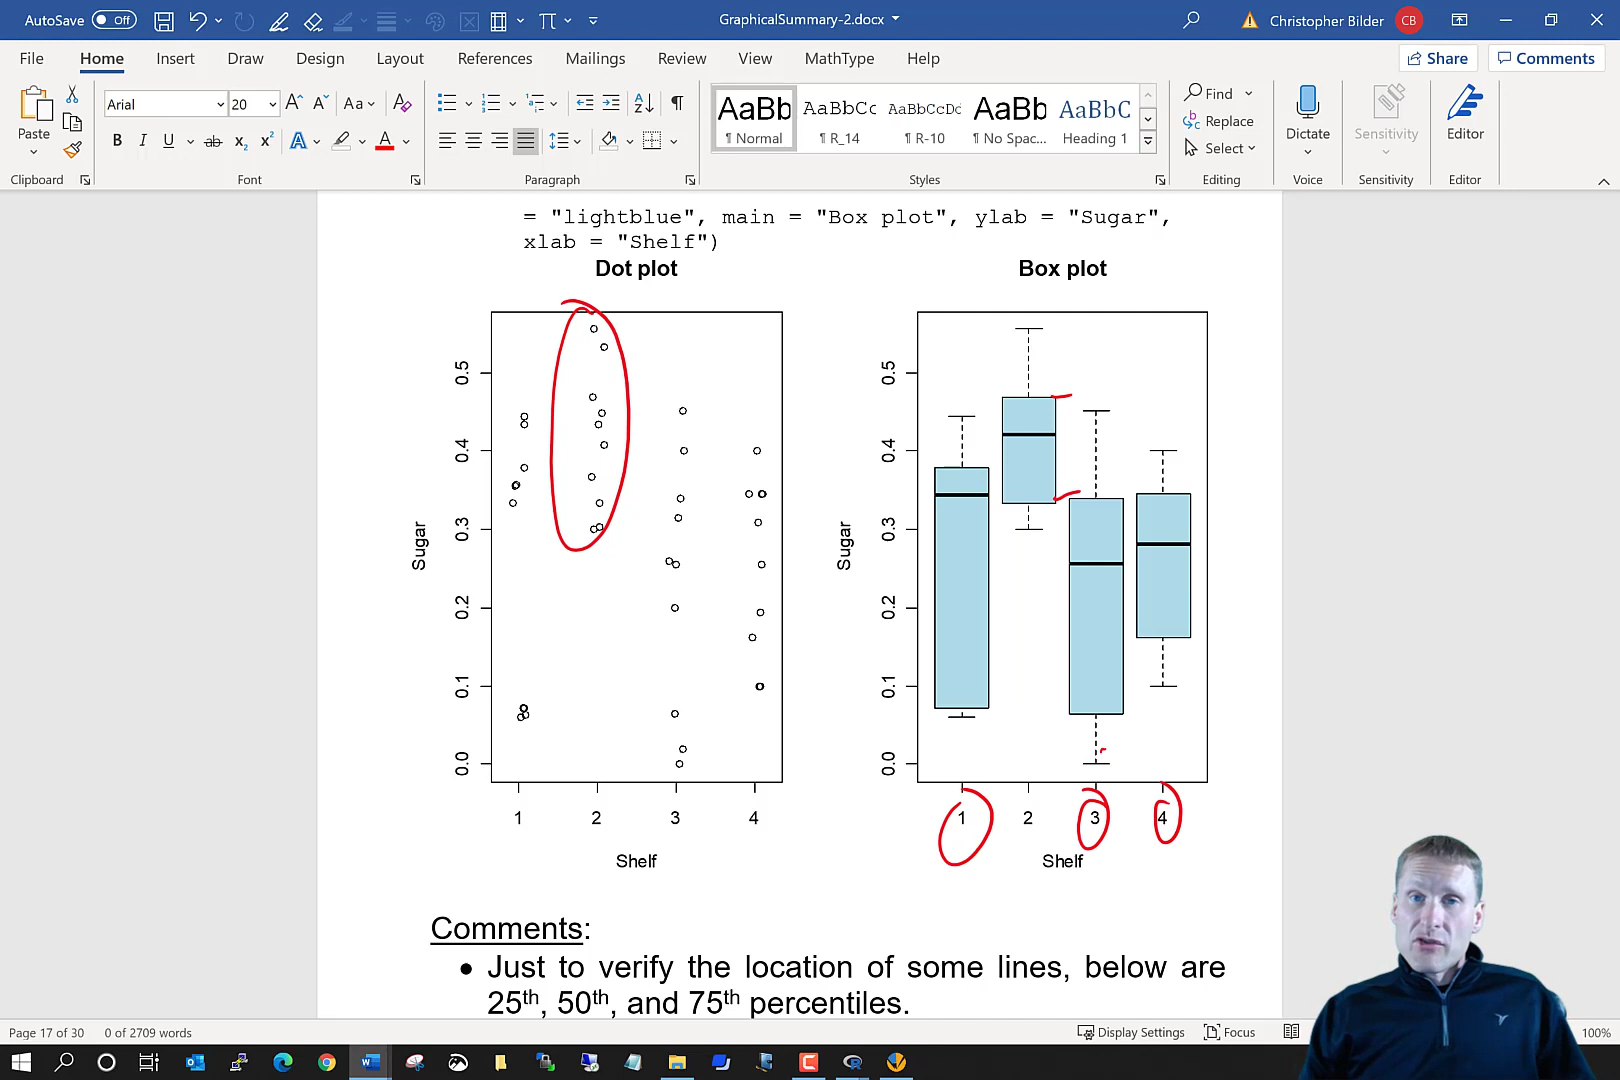 AutoSave Off GraphicalSummary-2.docx Christopher Bilder CB
File Home Insert Draw Design Layout References Mailings Review View MathType Help Share Comments
Paste
Clipboard
Arial 20 Aa
B I U ab x₂ x² A A
Font
Paragraph
AaBb AaBbCc AaBbCcDc AaBb AaBbC
¶ Normal ¶ R_14 ¶ R-10 ¶ No Spac... Heading 1
Styles
Find
Replace
Select
Editing
Dictate
Voice
Sensitivity
Sensitivity
Editor
Editor
= "lightblue", main = "Box plot", ylab = "Sugar",
xlab = "Shelf")
Dot plot
Sugar
0.5
0.4
0.3
0.2
0.1
0.0
1 2 3 4
Shelf
Box plot
Sugar
0.5
0.4
0.3
0.2
0.1
0.0
1 2 3 4
Shelf
Comments:
• Just to verify the location of some lines, below are
25th, 50th, and 75th percentiles.
Page 17 of 30 0 of 2709 words Display Settings Focus 100%